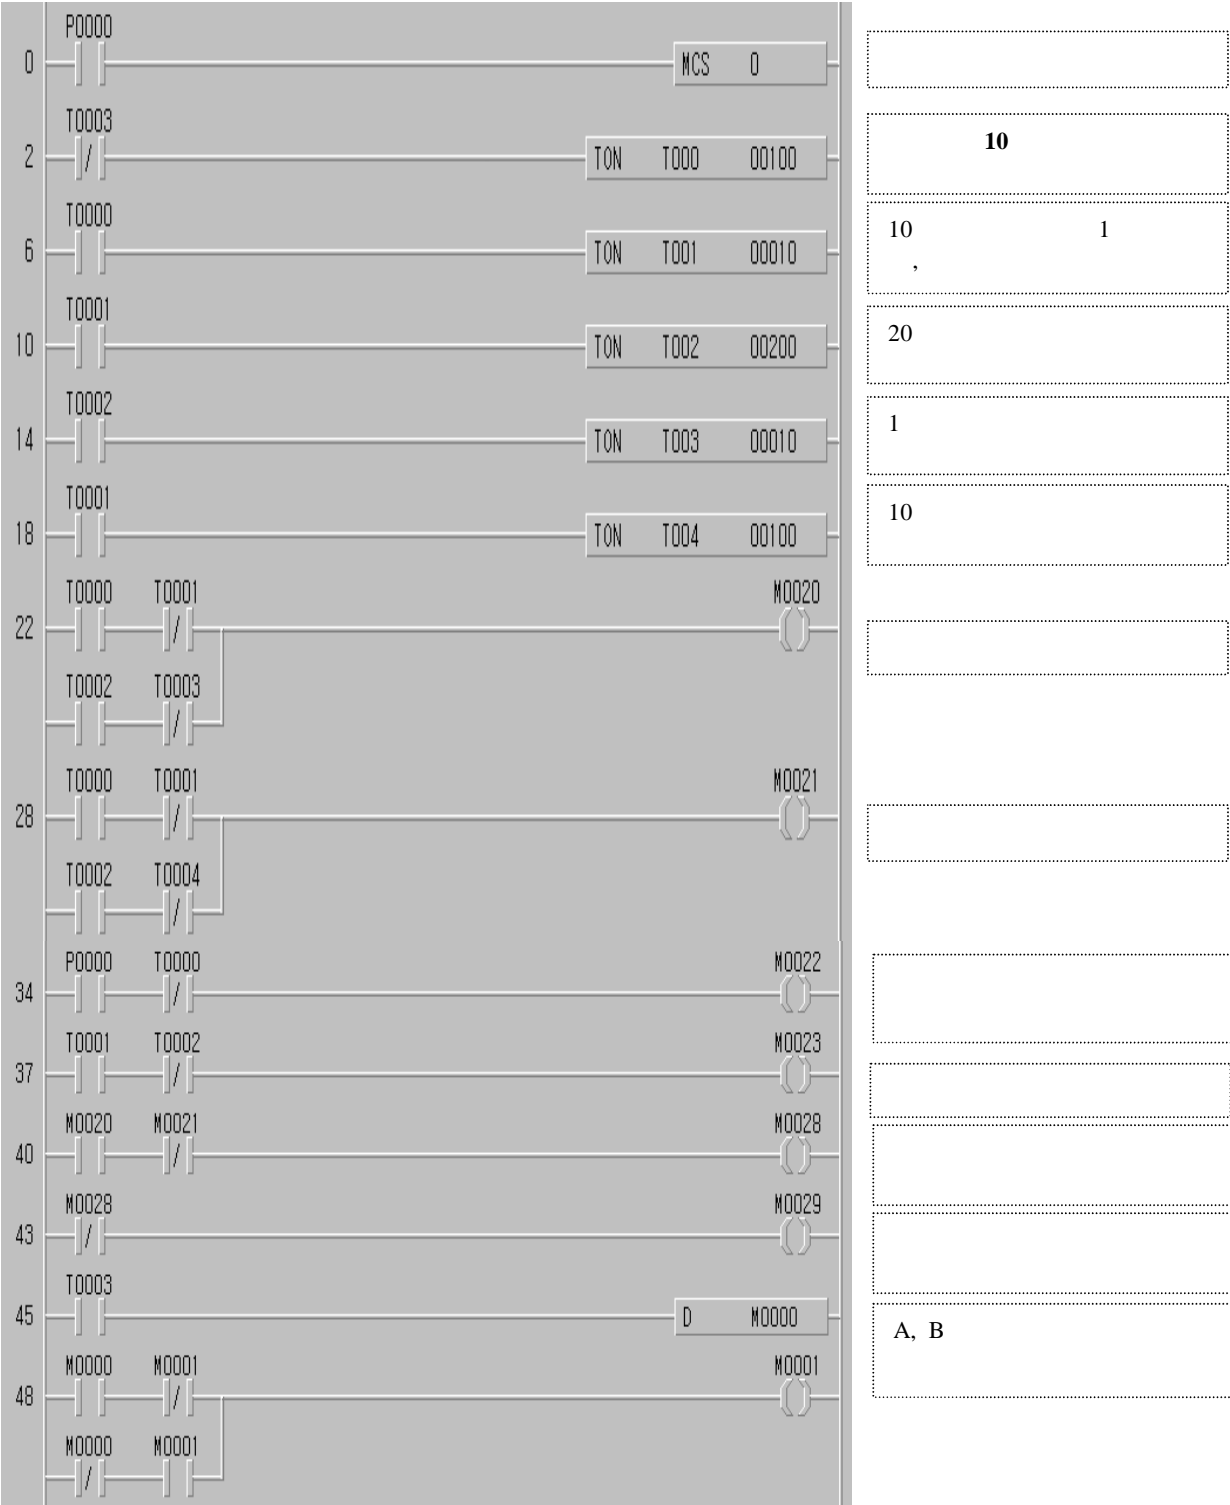 P0000
0 MCS 0
T0003
2 / TON T000 00100
10
T0000
6 TON T001 00010
10 1
,
T0001
10 TON T002 00200
20
T0002
14 TON T003 00010
1
T0001
18 TON T004 00100
10
T0000 T0001 M0020
22 / ( )
T0002 T0003
/
T0000 T0001 M0021
28 / ( )
T0002 T0004
/
P0000 T0000 M0022
34 / ( )
T0001 T0002 M0023
37 / ( )
M0020 M0021 M0028
40 / ( )
M0028 M0029
43 / ( )
T0003
45 D M0000
A, B
M0000 M0001 M0001
48 / ( )
M0000 M0001
/